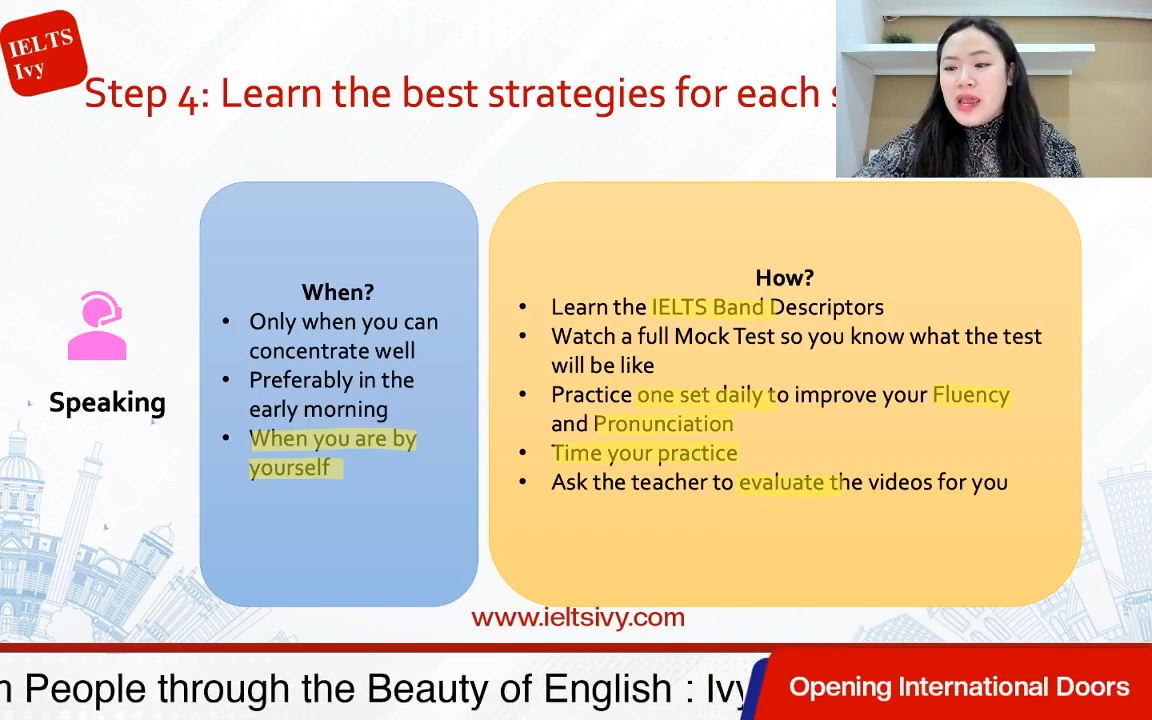 IELTS
Ivy
Step 4: Learn the best strategies for each
When?
• Only when you can
concentrate well
• Preferably in the
early morning
• When you are by
yourself
How?
• Learn the IELTS Band Descriptors
• Watch a full Mock Test so you know what the test
will be like
• Practice one set daily to improve your Fluency
and Pronunciation
• Time your practice
• Ask the teacher to evaluate the videos for you
Speaking
www.ieltsivy.com
People through the Beauty of English : Ivy
Opening International Doors